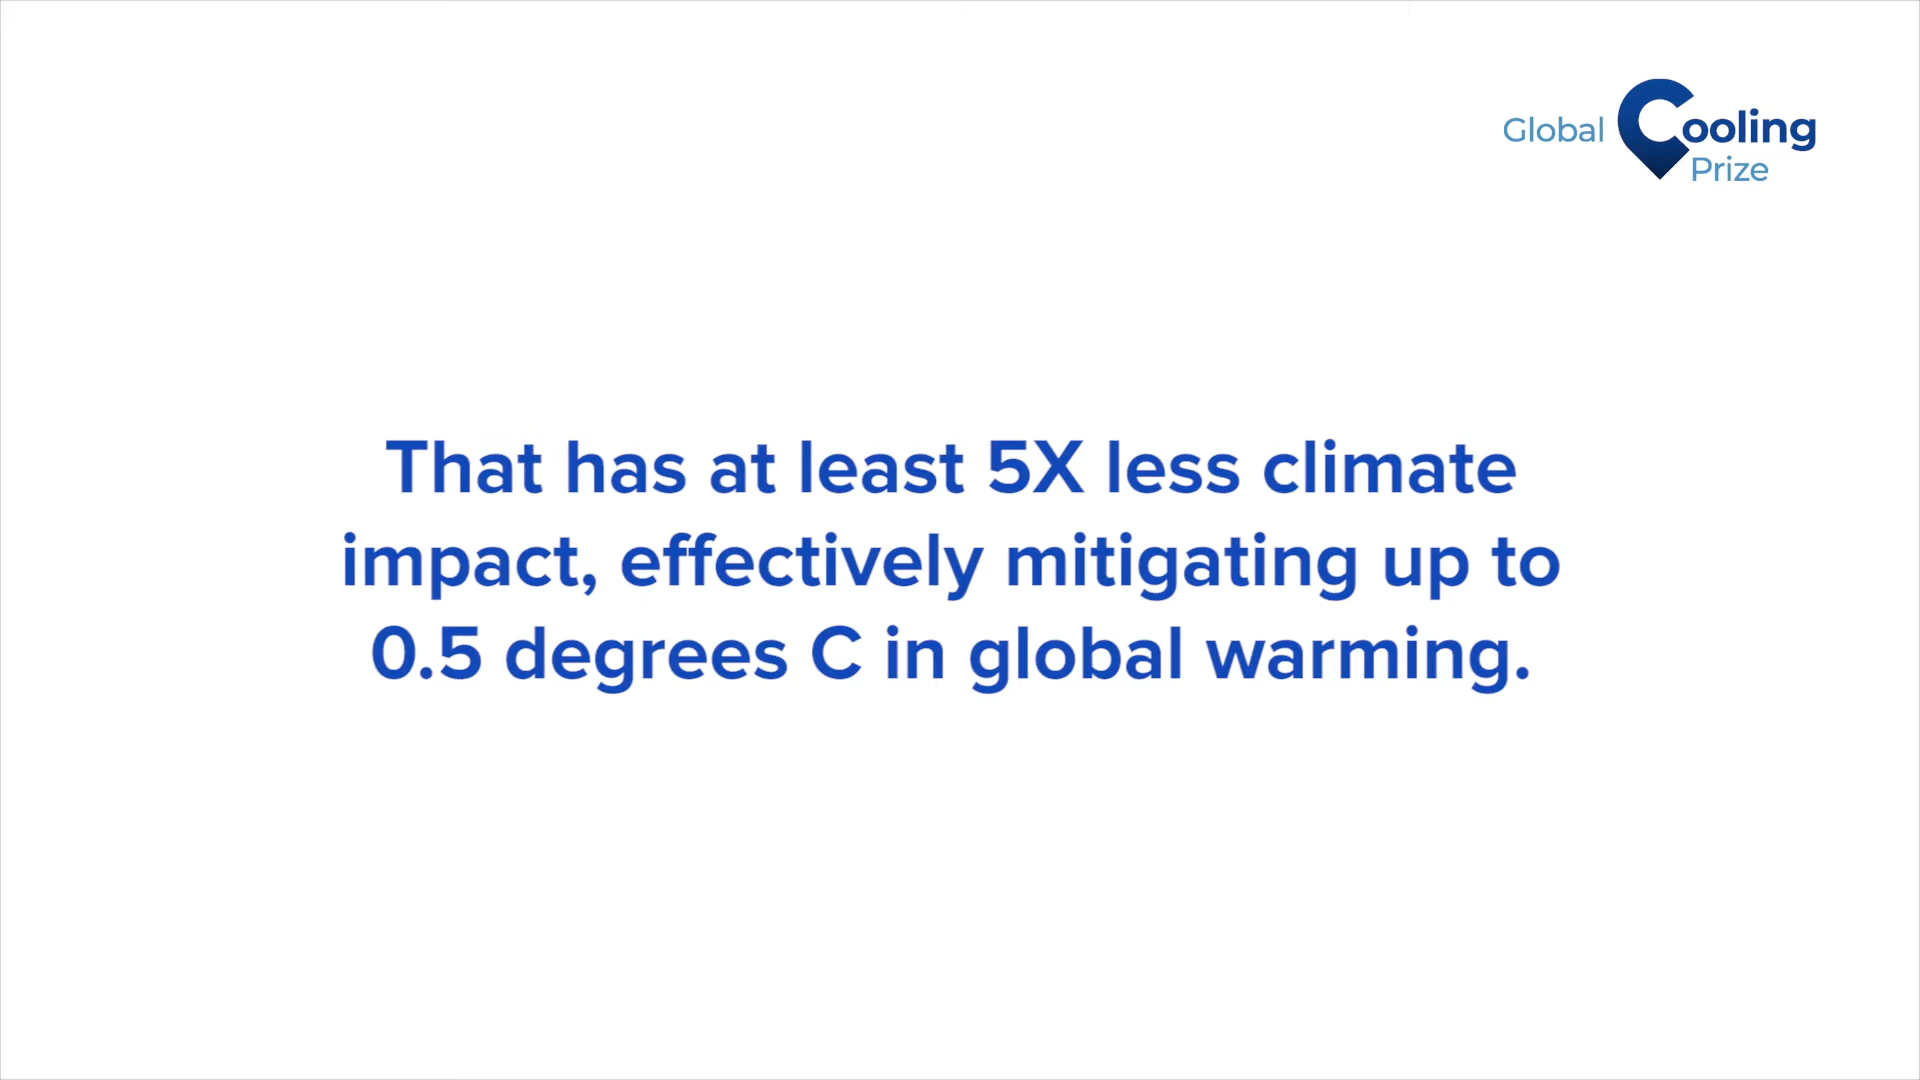 Global Cooling
Prize
That has at least 5X less climate
impact, effectively mitigating up to
0.5 degrees C in global warming.